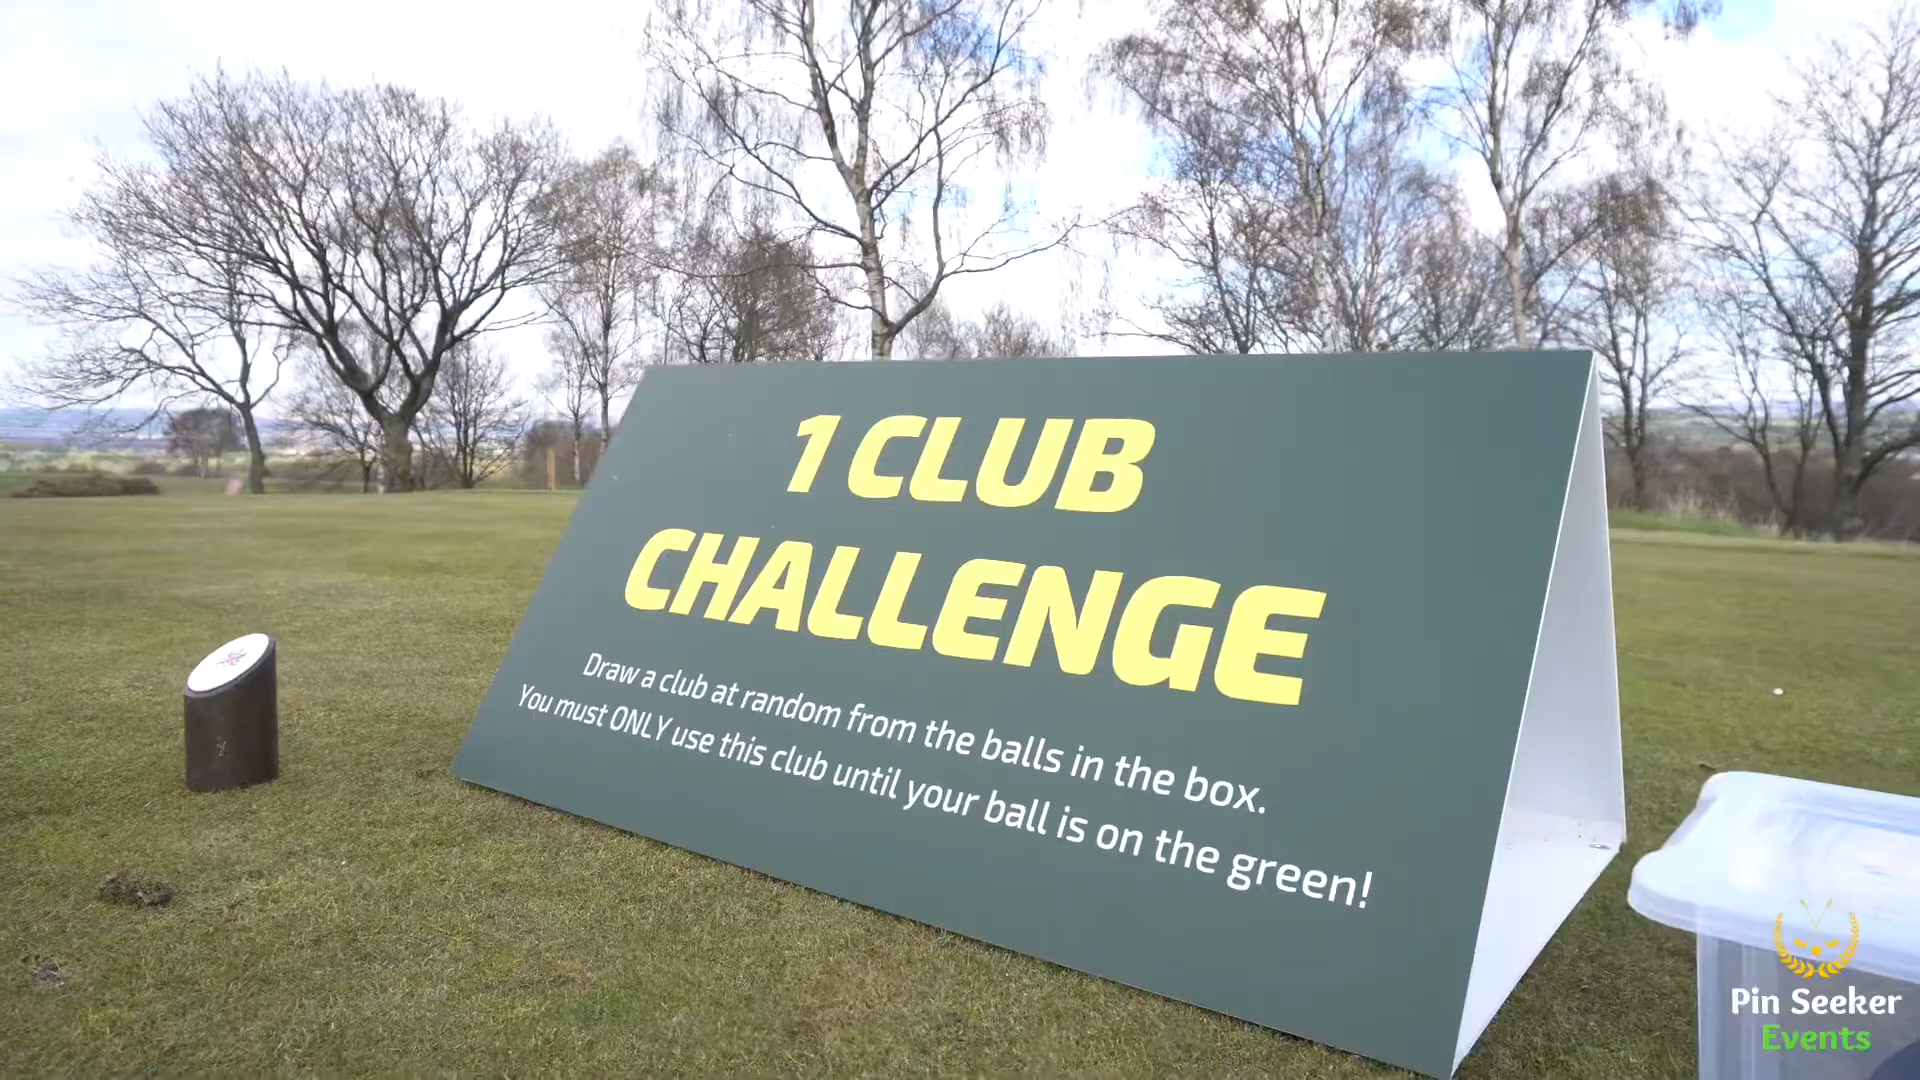 1 CLUB
CHALLENGE
Draw a club at random from the balls in the box.
You must ONLY use this club until your ball is on the green!
Pin Seeker
Events